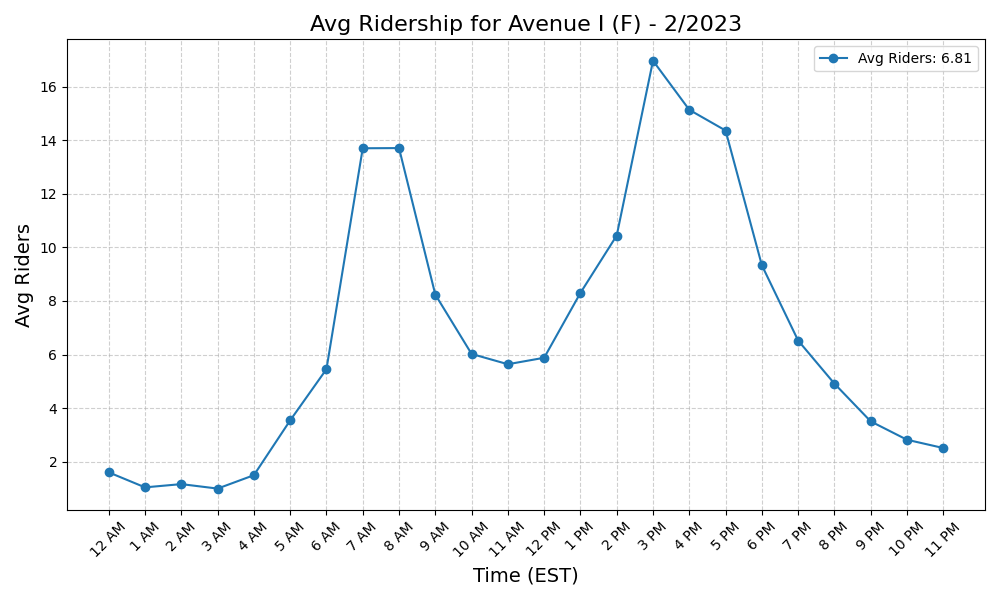 Avg Ridership for Avenue I (F) - 2/2023
Avg Riders: 6.81
Avg Riders
16
14
12
10
8
6
4
2
12 AM
1 AM
2 AM
3 AM
4 AM
5 AM
6 AM
7 AM
8 AM
9 AM
10 AM
11 AM
12 PM
1 PM
2 PM
3 PM
4 PM
5 PM
6 PM
7 PM
8 PM
9 PM
10 PM
11 PM
Time (EST)